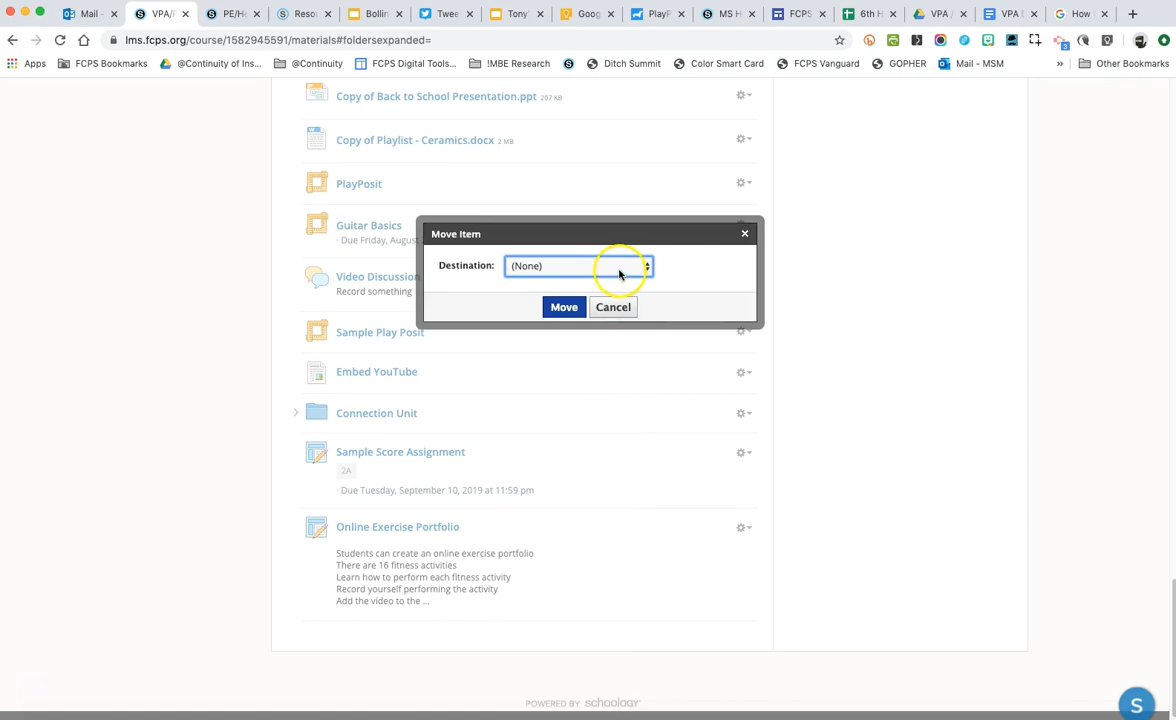 Mail -
VPA/F
PE/He
Resou
Bollin
Twee
Tony'
Goog
PlayP
MS H
FCPS
6th H
VPA /
VPA D
How t
lms.fcps.org/course/1582945591/materials#foldersexpanded=
3
Apps
FCPS Bookmarks
@Continuity of Ins...
@Continuity
FCPS Digital Tools...
!MBE Research
Ditch Summit
Color Smart Card
FCPS Vanguard
GOPHER
Mail - MSM
»
Other Bookmarks
Copy of Back to School Presentation.ppt 207 KB
Copy of Playlist - Ceramics.docx 2 MB
PlayPosit
Guitar Basics
· Due Friday, Augus
Move Item
Destination: (None)
Move Cancel
Video Discussion
Record something
Sample Play Posit
Embed YouTube
Connection Unit
Sample Score Assignment
2A
· Due Tuesday, September 10, 2019 at 11:59 pm
Online Exercise Portfolio
Students can create an online exercise portfolio
There are 16 fitness activities
Learn how to perform each fitness activity
Record yourself performing the activity
Add the video to the ...
POWERED BY schoology
S